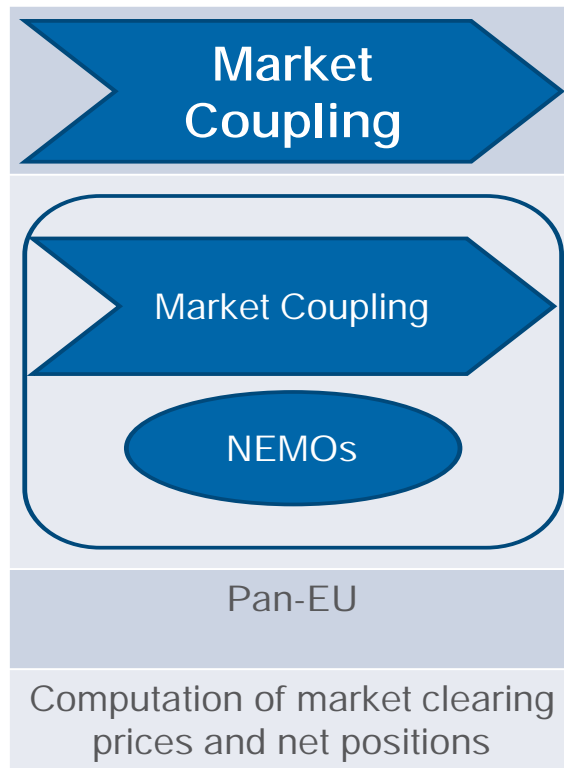 Market
Coupling
Market Coupling
NEMOs
Pan-EU
Computation of market clearing
prices and net positions